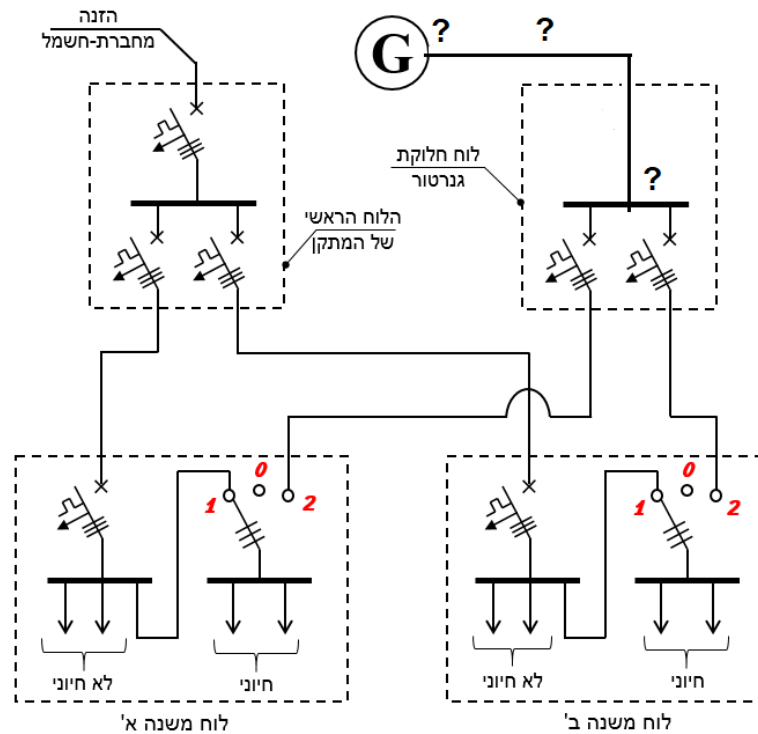 הזנה
מחברת-חשמל
G
?
?
?
לוח חלוקת
גנרטור
הלוח הראשי
של המתקן
1
0
2
1
0
2
לא חיוני
חיוני
לא חיוני
חיוני
לוח משנה א'
לוח משנה ב'